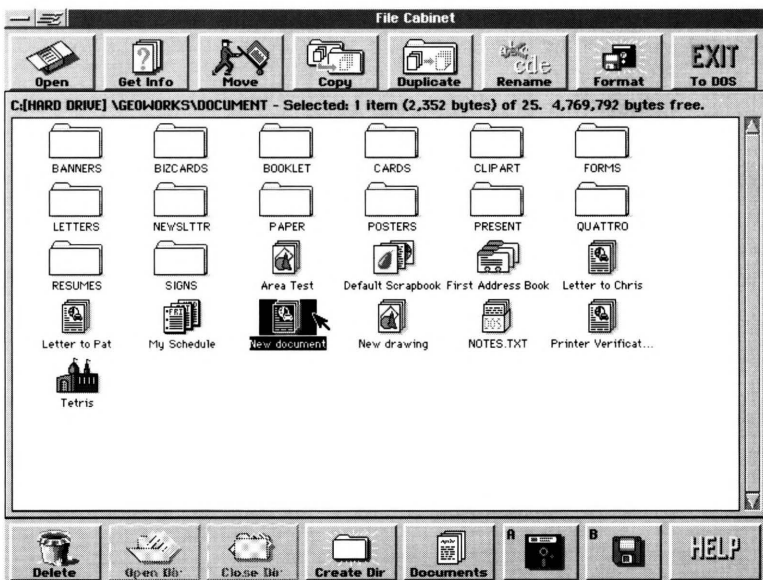 File Cabinet
Open Get Info Move Copy Duplicate Rename Format EXIT To DOS
C:[HARD DRIVE] \GEOWORKS\DOCUMENT - Selected: 1 item (2,352 bytes) of 25. 4,769,792 bytes free.
BANNERS BIZCARDS BOOKLET CARDS CLIPART FORMS
LETTERS NEWSLTTR PAPER POSTERS PRESENT QUATTRO
RESUMES SIGNS Area Test Default Scrapbook First Address Book Letter to Chris
Letter to Pat My Schedule New document New drawing NOTES.TXT Printer Verificat...
Tetris
Delete Open Dir Close Dir Create Dir Documents A B HELP